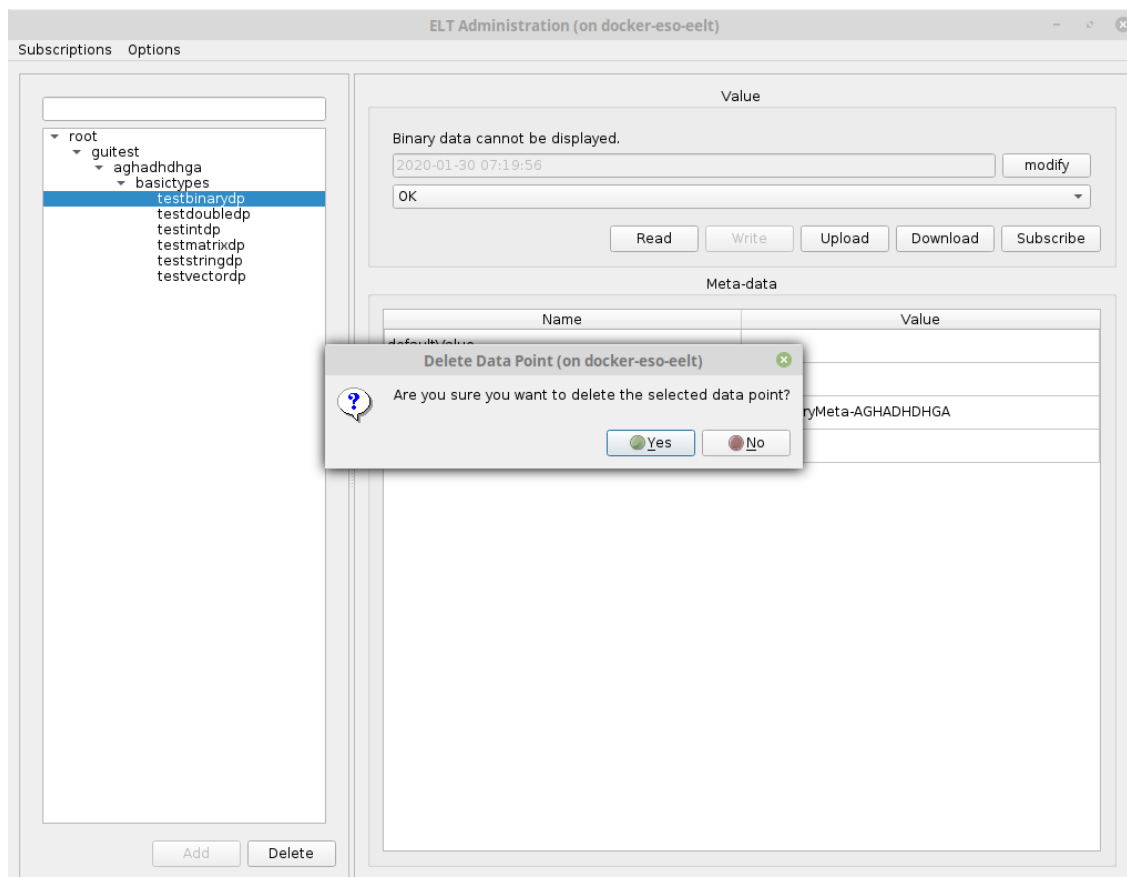 ELT Administration (on docker-eso-eelt)
Subscriptions Options
Value
root
guitest
aghadhdhga
basictypes
testbinarydp
testdoubledp
testintdp
testmatrixdp
teststringdp
testvectordp
Binary data cannot be displayed.
2020-01-30 07:19:56 modify
OK
Read Write Upload Download Subscribe
Meta-data
Name Value
defaultValue
Delete Data Point (on docker-eso-eelt)
Are you sure you want to delete the selected data point?
ryMeta-AGHADHDHGA
Yes No
Add Delete